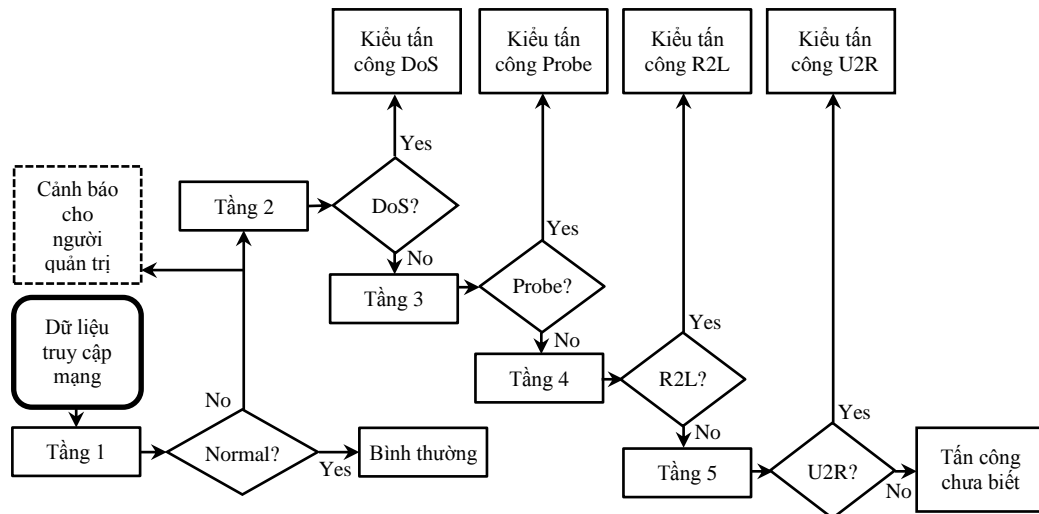 Kiểu tấn
công DoS
Kiểu tấn
công Probe
Kiểu tấn
công R2L
Kiểu tấn
công U2R
Yes
Cảnh báo
cho
người
quản trị
Tầng 2
DoS?
No
Yes
Tầng 3
Probe?
No
Yes
Dữ liệu
truy cập
mạng
Tầng 4
R2L?
No
Yes
No
Tầng 1
Normal?
Yes
Bình thường
Tầng 5
U2R?
No
Tấn công
chưa biết